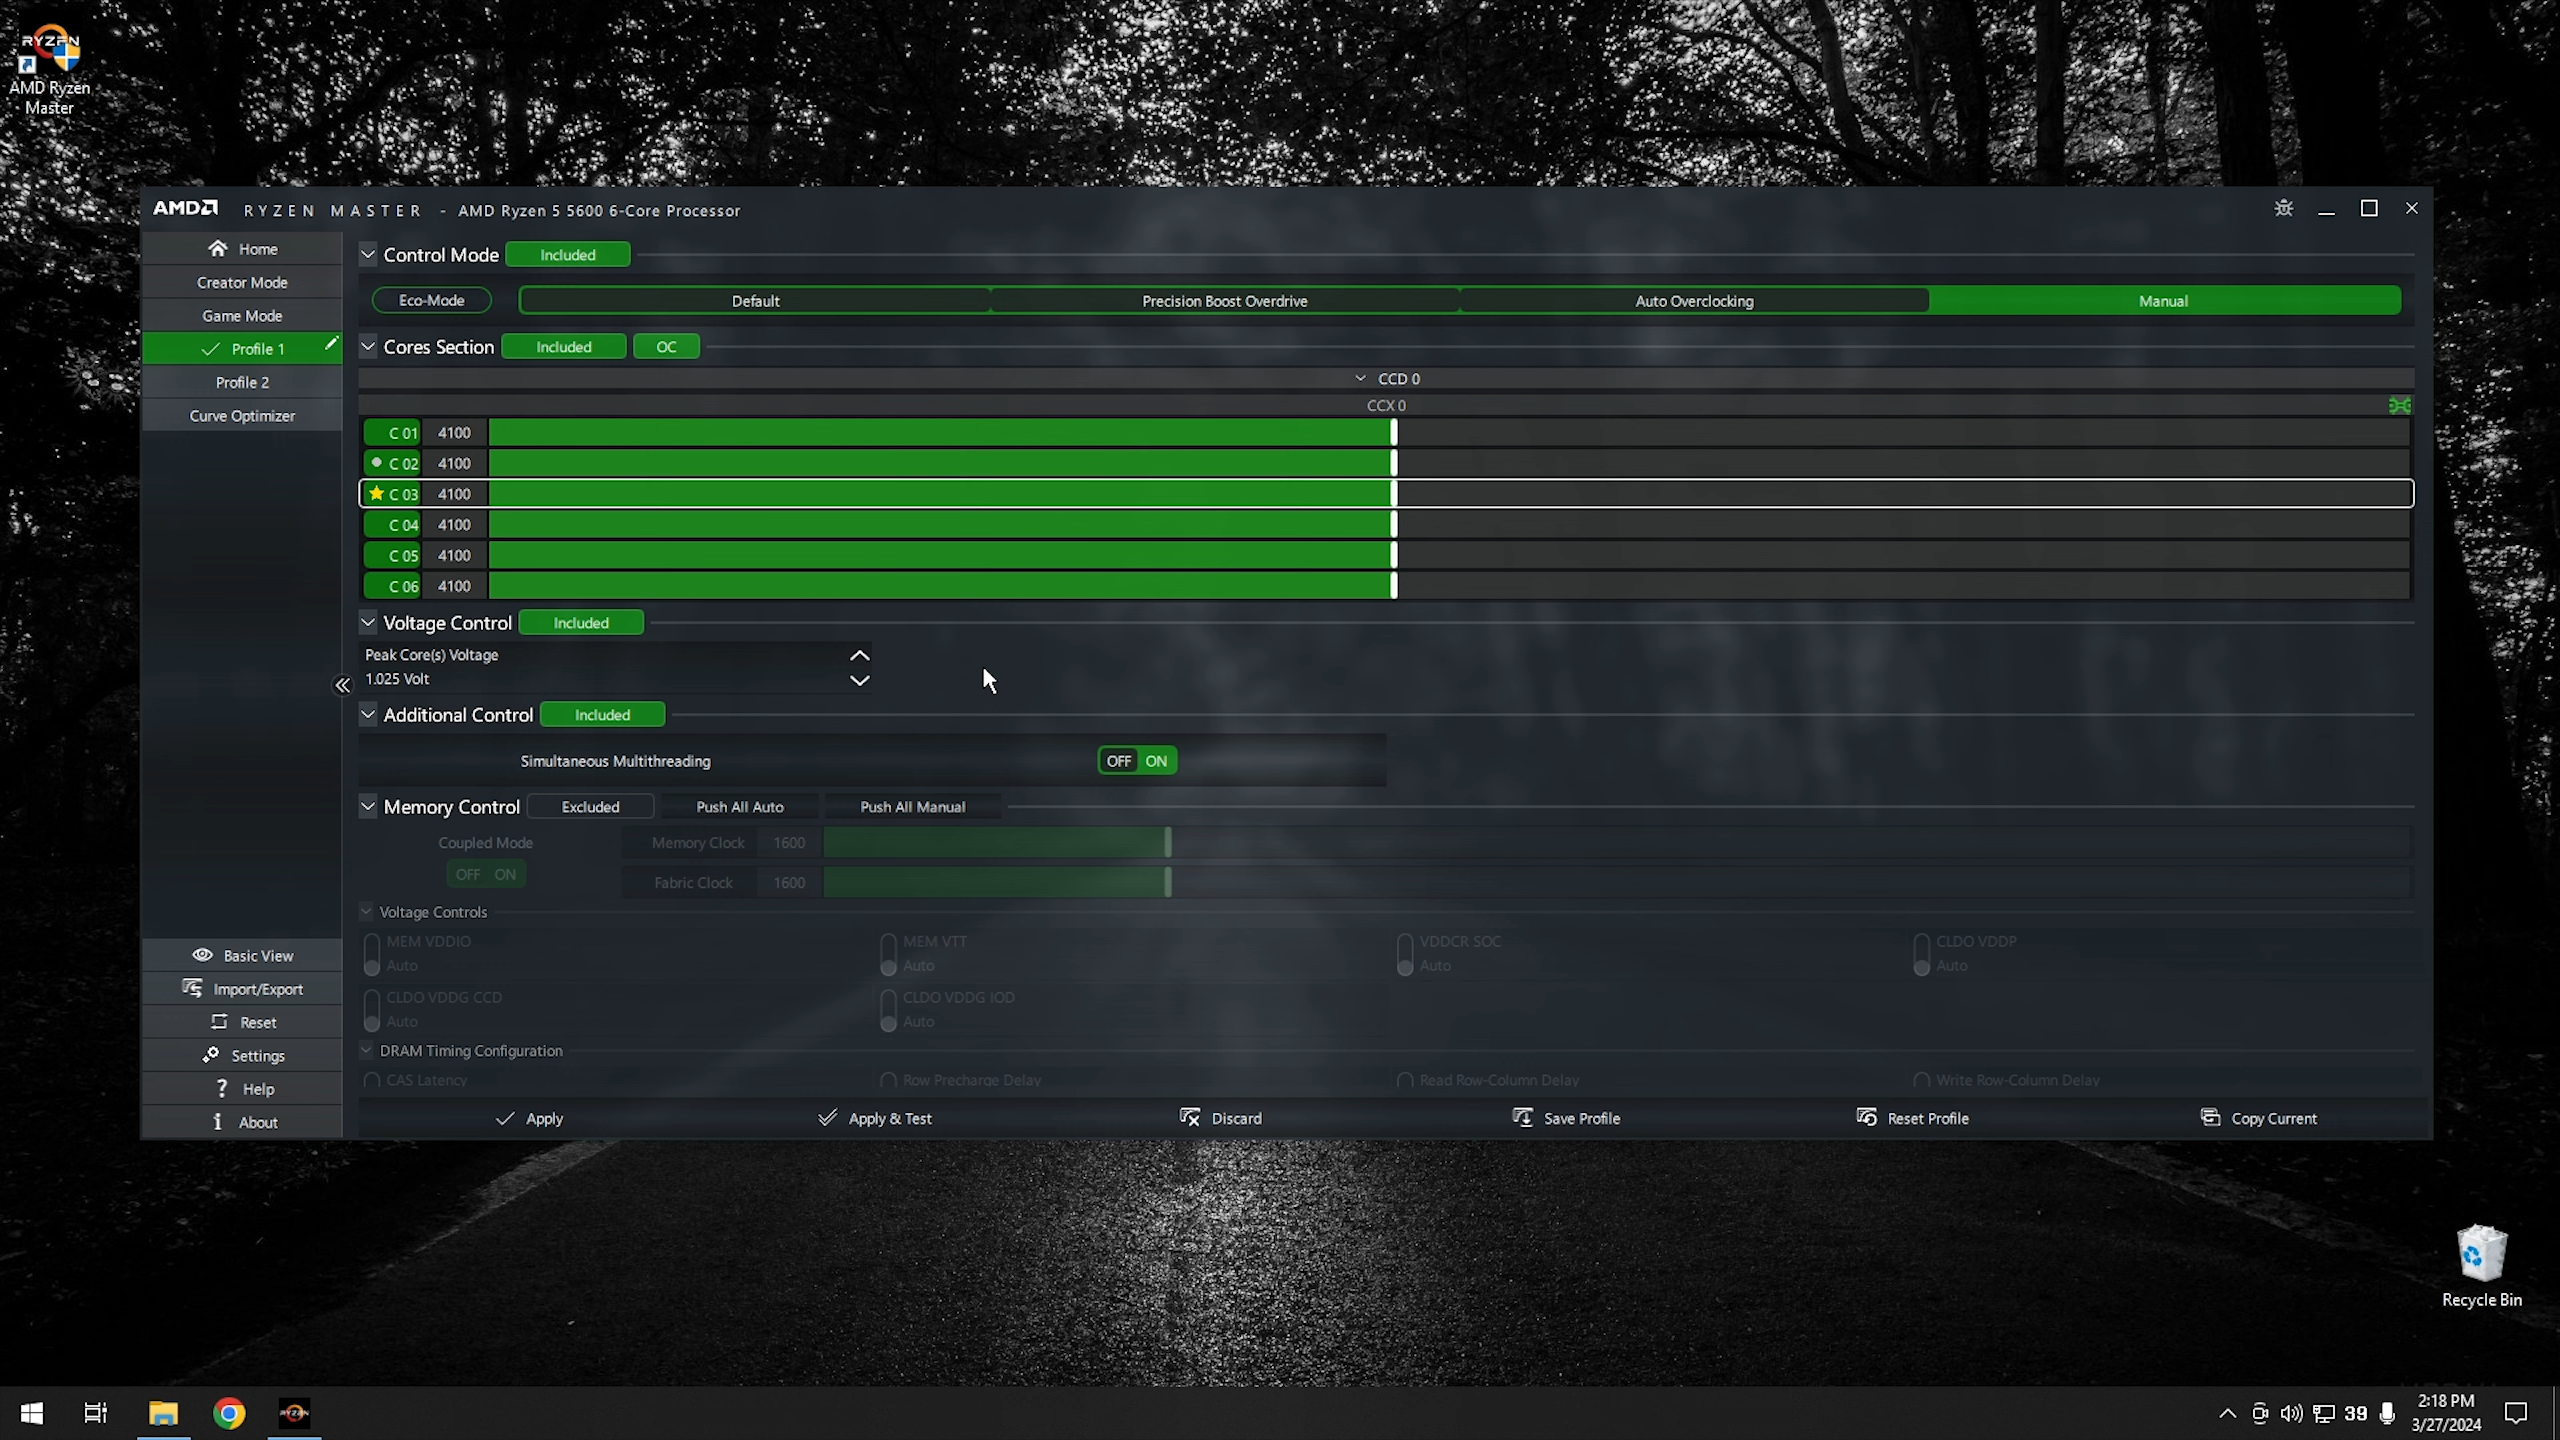 RYZEN
AMD Ryzen
Master
AMD RYZEN MASTER - AMD Ryzen 5 5600 6-Core Processor
Home
Creator Mode
Game Mode
Profile 1
Profile 2
Curve Optimizer
Control Mode Included
Eco-Mode Default Precision Boost Overdrive Auto Overclocking Manual
Cores Section Included OC
CCD 0
CCX 0
C 01 4100
C 02 4100
C 03 4100
C 04 4100
C 05 4100
C 06 4100
Voltage Control Included
Peak Core(s) Voltage
1.025 Volt
Additional Control Included
Simultaneous Multithreading OFF ON
Memory Control Excluded Push All Auto Push All Manual
Coupled Mode Memory Clock 1600
OFF ON Fabric Clock 1600
Voltage Controls
MEM VDDIO MEM VTT VDDCR SOC CLDO VDDP
Auto Auto Auto Auto
CLDO VDDG CCD CLDO VDDG IOD
Auto Auto
DRAM Timing Configuration
CAS Latency Row Precharge Delay Read Row-Column Delay Write Row-Column Delay
Basic View
Import/Export
Reset
Settings
Help
About
Apply Apply & Test Discard Save Profile Reset Profile Copy Current
Recycle Bin
RYZEN
39
2:18 PM
3/27/2024